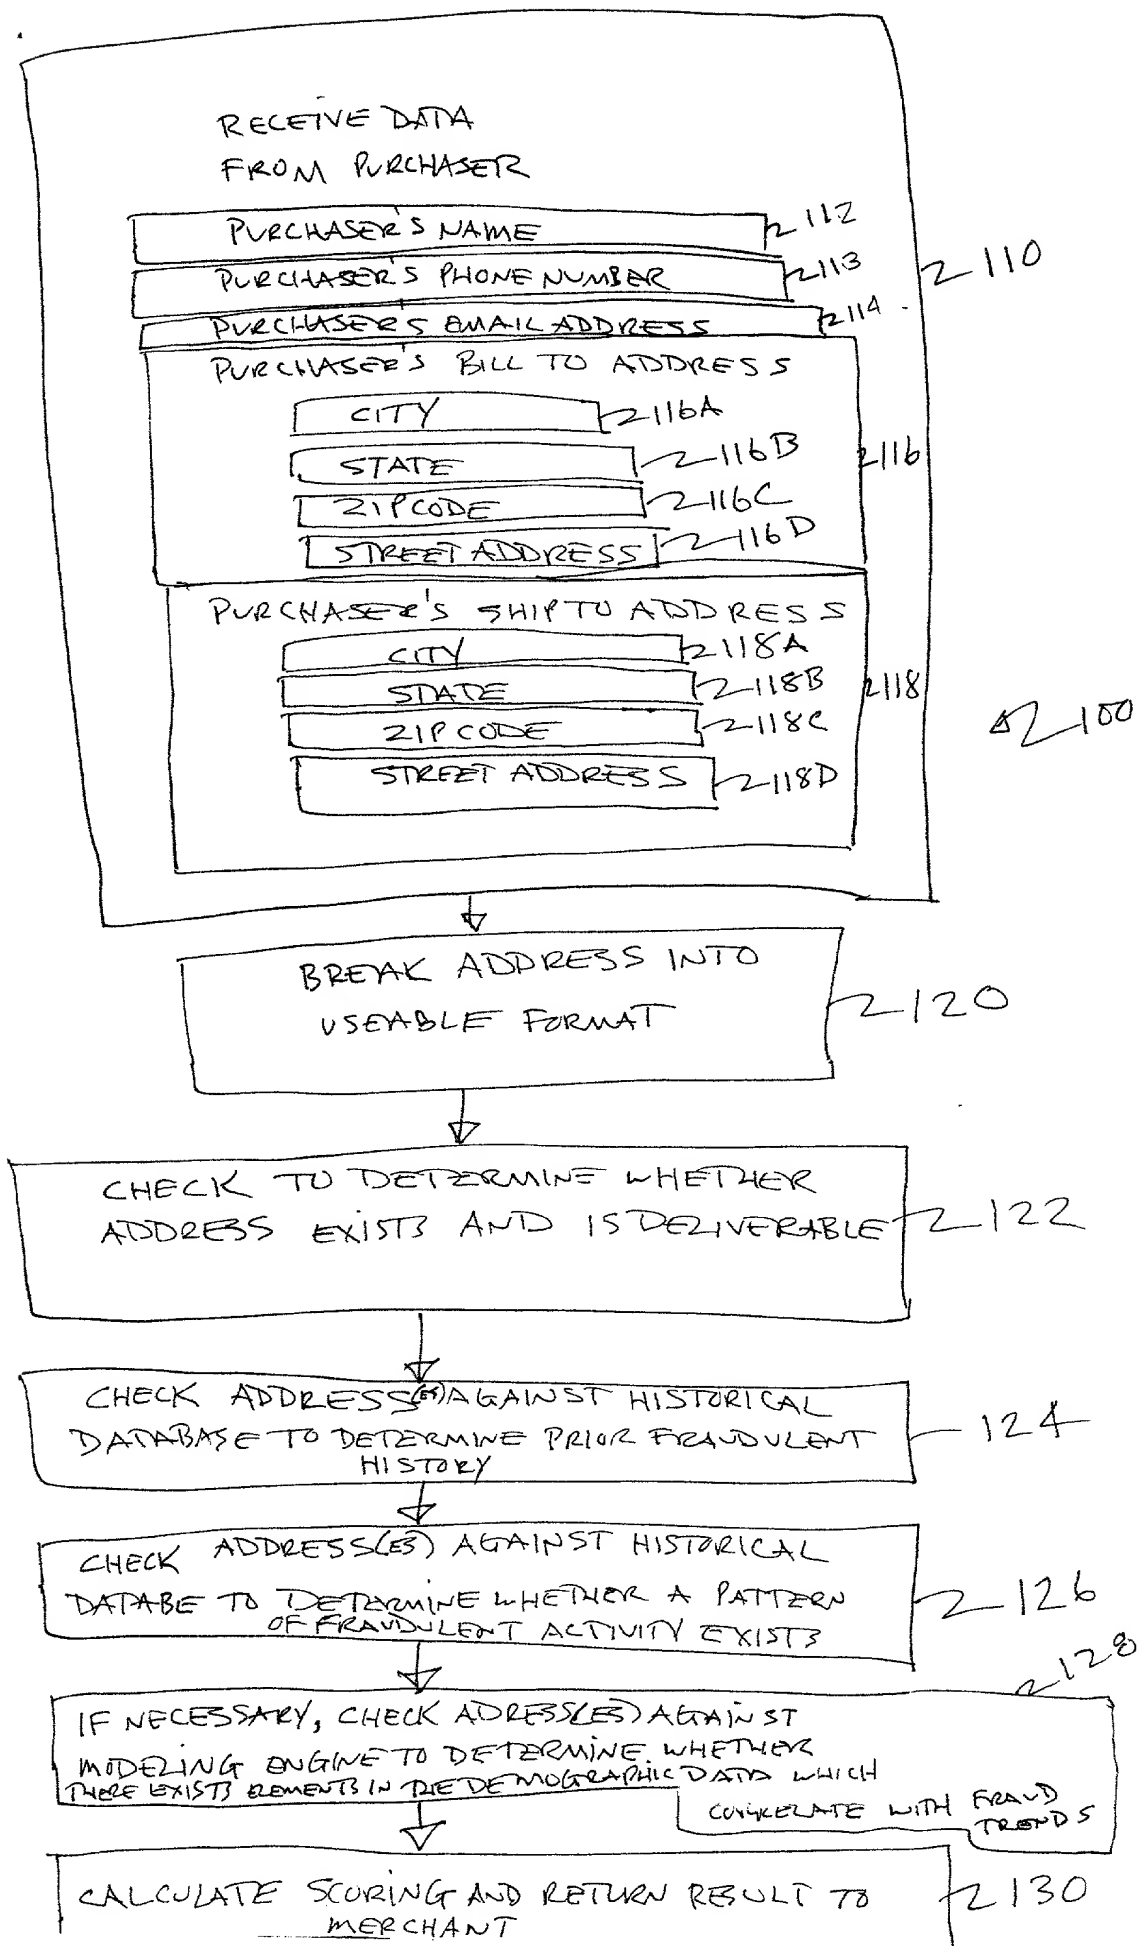 RECEIVE DATA
FROM PURCHASER
PURCHASER'S NAME 112
PURCHASER'S PHONE NUMBER 113
110
PURCHASER'S EMAIL ADDRESS 114
PURCHASER'S BILL TO ADDRESS
CITY 116A
STATE 116B
116
ZIPCODE 116C
STREET ADDRESS 116D
PURCHASER'S SHIP TO ADDRESS
CITY 118A
STATE 118B
118
ZIPCODE 118C
100
STREET ADDRESS 118D
BREAK ADDRESS INTO
USEABLE FORMAT
120
CHECK TO DETERMINE WHETHER
ADDRESS EXISTS AND IS DELIVERABLE
122
CHECK ADDRESS(ES) AGAINST HISTORICAL
DATABASE TO DETERMINE PRIOR FRAUDULENT
HISTORY
124
CHECK ADDRESS(ES) AGAINST HISTORICAL
DATABE TO DETERMINE WHETHER A PATTERN
OF FRAUDULENT ACTIVITY EXISTS
126
128
IF NECESSARY, CHECK ADRESS(ES) AGAINST
MODELING ENGINE TO DETERMINE WHETHER
THERE EXISTS ELEMENTS IN THE DEMOGRAPHIC DATA WHICH
CORRELATE WITH FRAUD
TRENDS
CALCULATE SCORING AND RETURN RESULT TO
MERCHANT
130